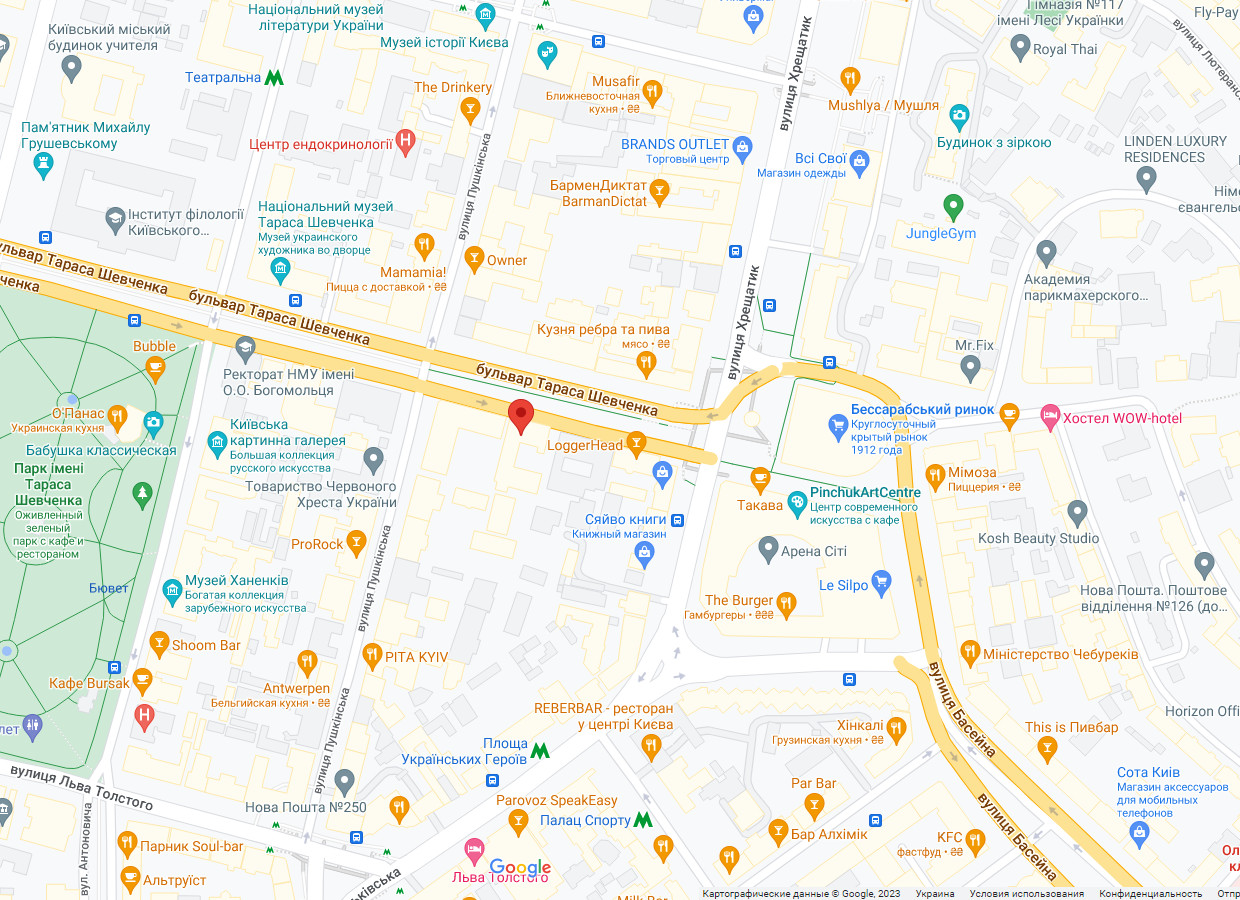 Національний музей
літератури України
Музей історії Києва
вулиця Хрещатик
Гімназія №117
імені Лесі Українки
Fly-Pay
вулиця Лютеранська
Royal Thai
Київський міський
будинок учителя
Театральна
The Drinkery
Musafir
Ближневосточная
кухня • ₴₴
Mushlya / Мушля
Пам'ятник Михайлу
Грушевському
Центр ендокринології
вулиця Пушкінська
BRANDS OUTLET
Торговый центр
Всі Свої
Магазин одежды
Будинок з зіркою
LINDEN LUXURY
RESIDENCES
БарменДиктат
BarmanDictat
Інститут філології
Київського...
Національний музей
Тараса Шевченка
Музей украинского
художника во дворце
Mamamia!
Пицца с доставкой • ₴₴
Owner
JungleGym
Академия
парикмахерского...
бульвар Тараса Шевченка
бульвар Тараса Шевченка
бульвар Тараса Шевченка
вулиця Хрещатик
Кузня ребра та пива
мясо • ₴₴
Mr.Fix
Bubble
Ректорат НМУ імені
О.О. Богомольця
О'Панас
Украинская кухня
Бабушка классическая
Київська
картинна галерея
Большая коллекция
русского искусства
LoggerHead
Бессарабський ринок
Круглосуточный
крытый рынок
1912 года
Хостел WOW-hotel
Парк імені
Тараса
Шевченка
Оживленный
зеленый
парк с кафе и
рестораном
Товариство Червоного
Хреста України
Такава
PinchukArtCentre
Центр современного
искусства с кафе
Мімоза
Пиццерия • ₴₴
Сяйво книги
Книжный магазин
ProRock
вулиця Пушкінська
Арена Сіті
Kosh Beauty Studio
Бювет
Музей Ханенків
Богатая коллекция
зарубежного искусства
Le Silpo
The Burger
Гамбургеры • ₴₴₴
Нова Пошта. Поштове
відділення №126 (до...
Shoom Bar
PITA KYIV
Міністерство Чебуреків
Кафе Bursak
Antwerpen
Бельгийская кухня • ₴₴
вулиця Пушкінська
REBERBAR - ресторан
у центрі Києва
вулиця Басейна
Хінкалі
Грузинская кухня • ₴₴
This is Пивбар
Площа
Українських Героїв
вулиця Льва Толстого
Нова Пошта №250
Par Bar
Сота Київ
Магазин аксессуаров
для мобильных
телефонов
Parovoz SpeakEasy
Палац Спорту
Бар Алхімік
вулиця Басейна
KFC
фастфуд • ₴₴
вул. Антоновича
Парник Soul-bar
Альтруїст
Льва Толстого
Google
Картографические данные © Google, 2023
Украина
Условия использования
Конфиденциальность